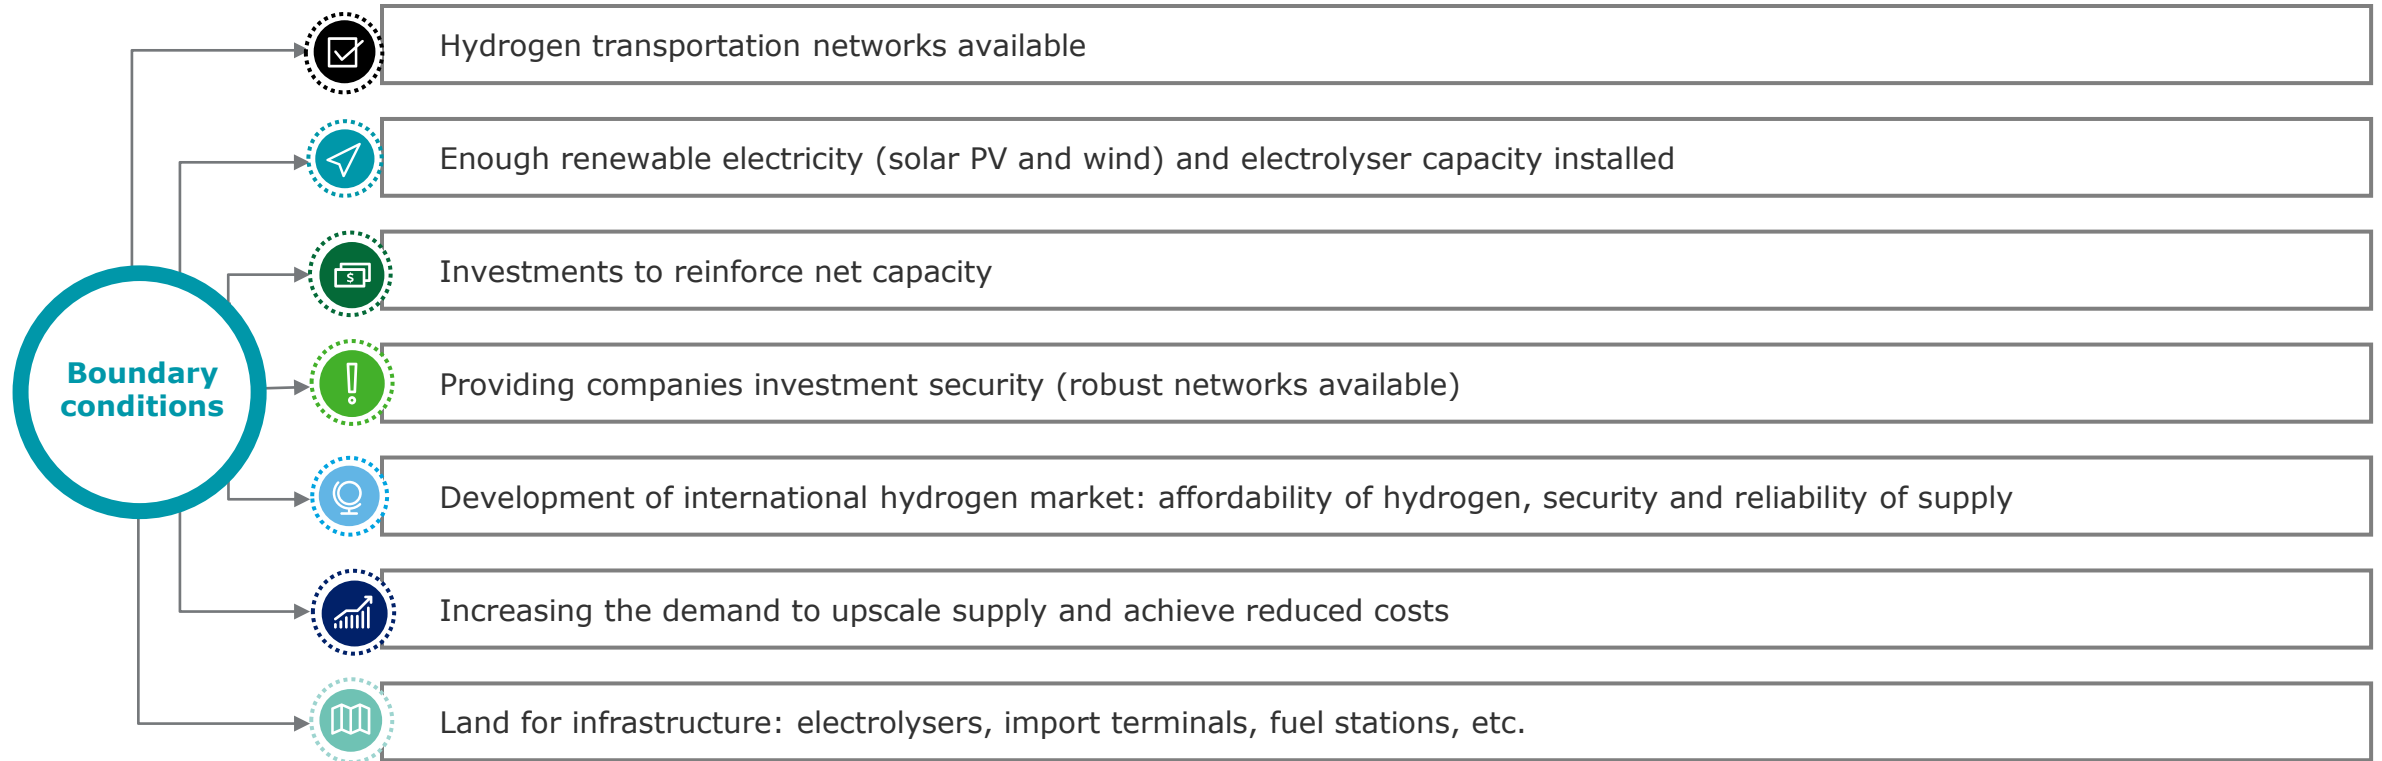 Hydrogen transportation networks available
Enough renewable electricity (solar PV and wind) and electrolyser capacity installed
Investments to reinforce net capacity
Boundary
conditions
Providing companies investment security (robust networks available)
Development of international hydrogen market: affordability of hydrogen, security and reliability of supply
Increasing the demand to upscale supply and achieve reduced costs
Land for infrastructure: electrolysers, import terminals, fuel stations, etc.